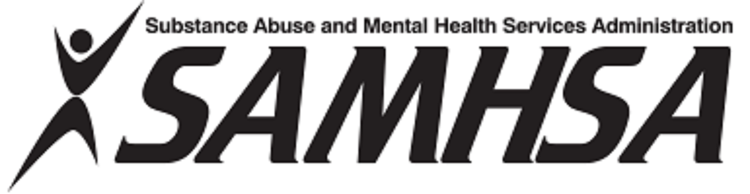 Substance Abuse and Mental Health Services Administration
SAMHSA